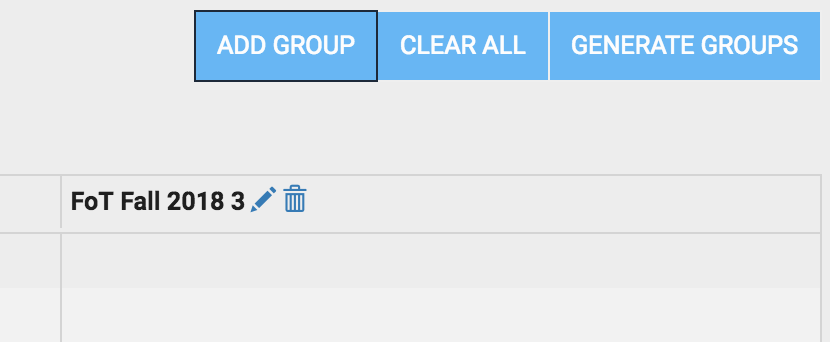 ADD GROUP CLEAR ALL GENERATE GROUPS
FoT Fall 2018 3